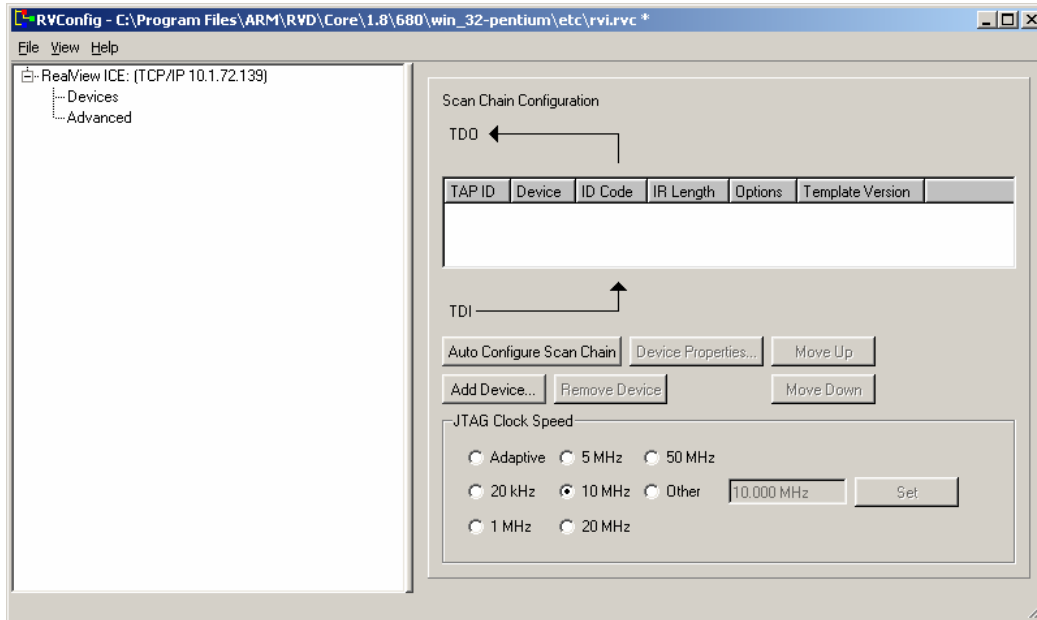 RVConfig - C:\Program Files\ARM\RVD\Core\1.8\680\win_32-pentium\etc\rvi.rvc *
File View Help
RealView ICE: (TCP/IP 10.1.72.139)
Devices
Advanced
Scan Chain Configuration
TDO
TAP ID Device ID Code IR Length Options Template Version
TDI
Auto Configure Scan Chain Device Properties... Move Up
Add Device... Remove Device Move Down
JTAG Clock Speed
Adaptive 5 MHz 50 MHz
20 kHz 10 MHz Other 10.000 MHz Set
1 MHz 20 MHz